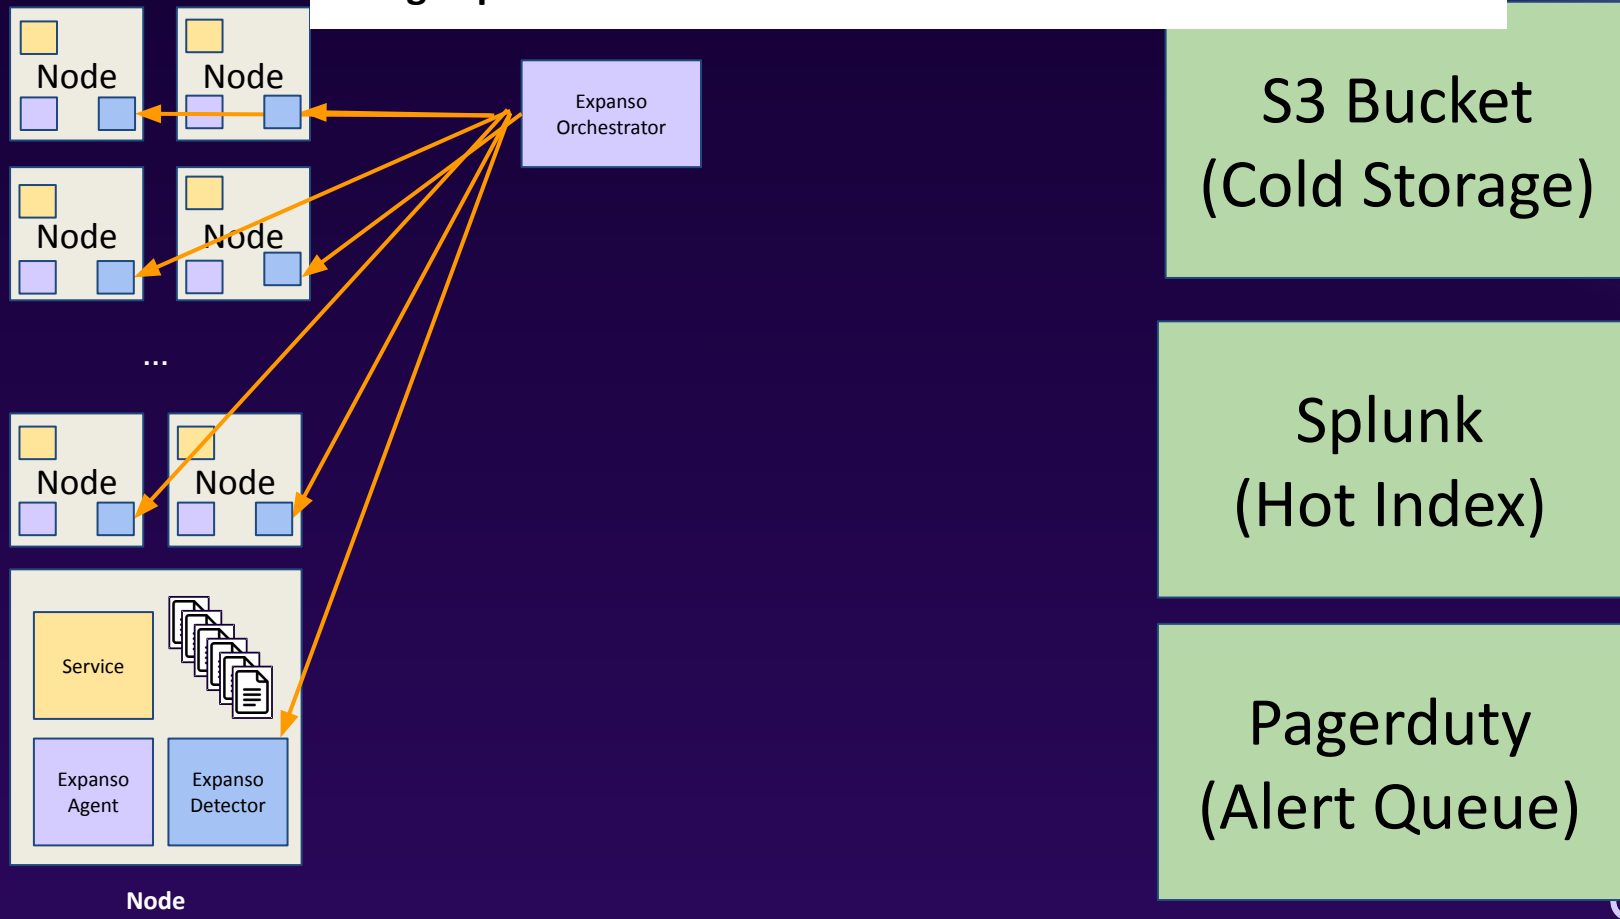 Node
Node
Expanso
Orchestrator
S3 Bucket
(Cold Storage)
Node
Node
...
Splunk
(Hot Index)
Node
Node
Service
Expanso
Agent
Expanso
Detector
Pagerduty
(Alert Queue)
Node